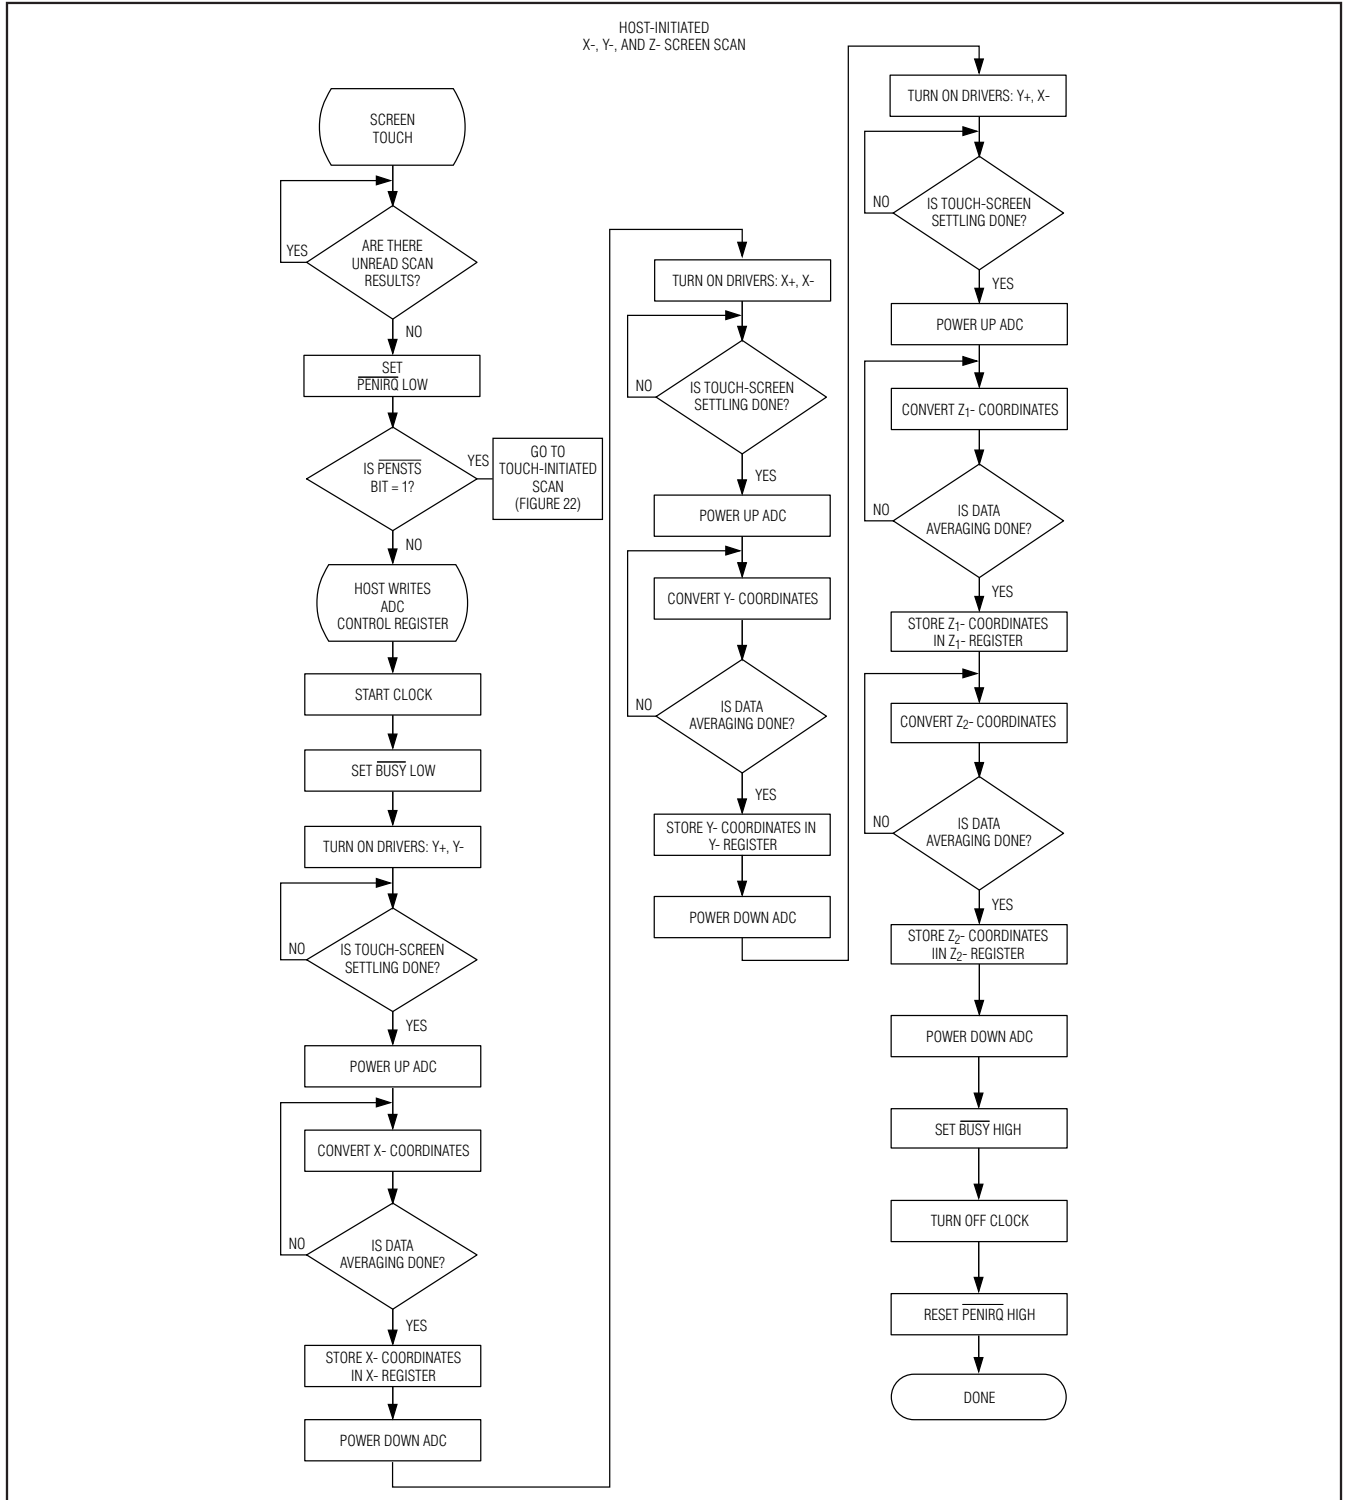 HOST-INITIATED
X-, Y-, AND Z- SCREEN SCAN
SCREEN
TOUCH
YES
ARE THERE
UNREAD SCAN
RESULTS?
NO
SET
PENIRQ LOW
IS PENSTS
BIT = 1?
YES
GO TO
TOUCH-INITIATED
SCAN
(FIGURE 22)
NO
HOST WRITES
ADC
CONTROL REGISTER
START CLOCK
SET BUSY LOW
TURN ON DRIVERS: Y+, Y-
NO
IS TOUCH-SCREEN
SETTLING DONE?
YES
POWER UP ADC
CONVERT X- COORDINATES
NO
IS DATA
AVERAGING DONE?
YES
STORE X- COORDINATES
IN X- REGISTER
POWER DOWN ADC
TURN ON DRIVERS: X+, X-
NO
IS TOUCH-SCREEN
SETTLING DONE?
YES
POWER UP ADC
CONVERT Y- COORDINATES
NO
IS DATA
AVERAGING DONE?
YES
STORE Y- COORDINATES IN
Y- REGISTER
POWER DOWN ADC
TURN ON DRIVERS: Y+, X-
NO
IS TOUCH-SCREEN
SETTLING DONE?
YES
POWER UP ADC
CONVERT Z1- COORDINATES
NO
IS DATA
AVERAGING DONE?
YES
STORE Z1- COORDINATES
IN Z1- REGISTER
CONVERT Z2- COORDINATES
NO
IS DATA
AVERAGING DONE?
YES
STORE Z2- COORDINATES
IIN Z2- REGISTER
POWER DOWN ADC
SET BUSY HIGH
TURN OFF CLOCK
RESET PENIRQ HIGH
DONE